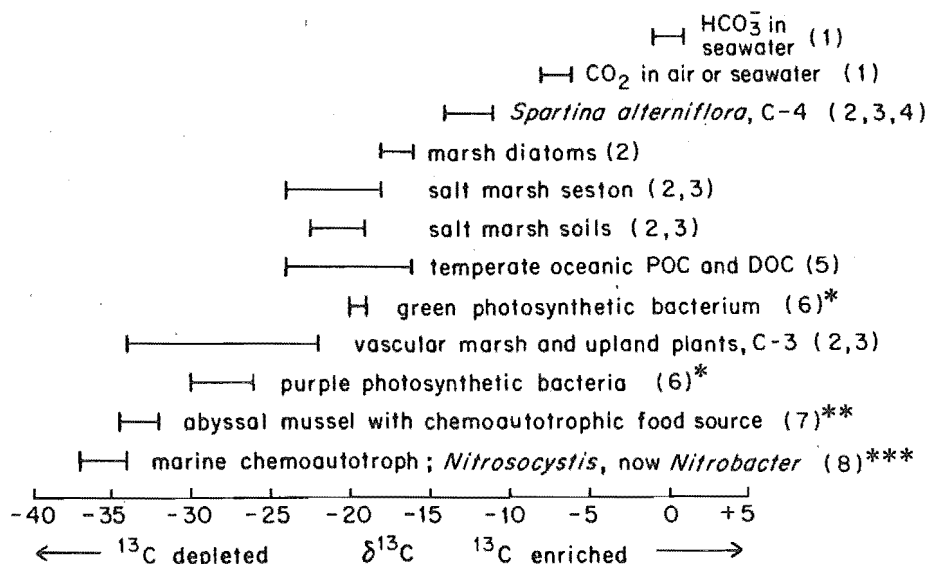 HCO₃⁻ in
seawater (1)
CO₂ in air or seawater (1)
Spartina alterniflora, C-4 (2,3,4)
marsh diatoms (2)
salt marsh seston (2,3)
salt marsh soils (2,3)
temperate oceanic POC and DOC (5)
green photosynthetic bacterium (6)*
vascular marsh and upland plants, C-3 (2,3)
purple photosynthetic bacteria (6)*
abyssal mussel with chemoautotrophic food source (7)**
marine chemoautotroph; Nitrosocystis, now Nitrobacter (8)***
-40 -35 -30 -25 -20 -15 -10 -5 0 +5
← ¹³C depleted δ¹³C ¹³C enriched →